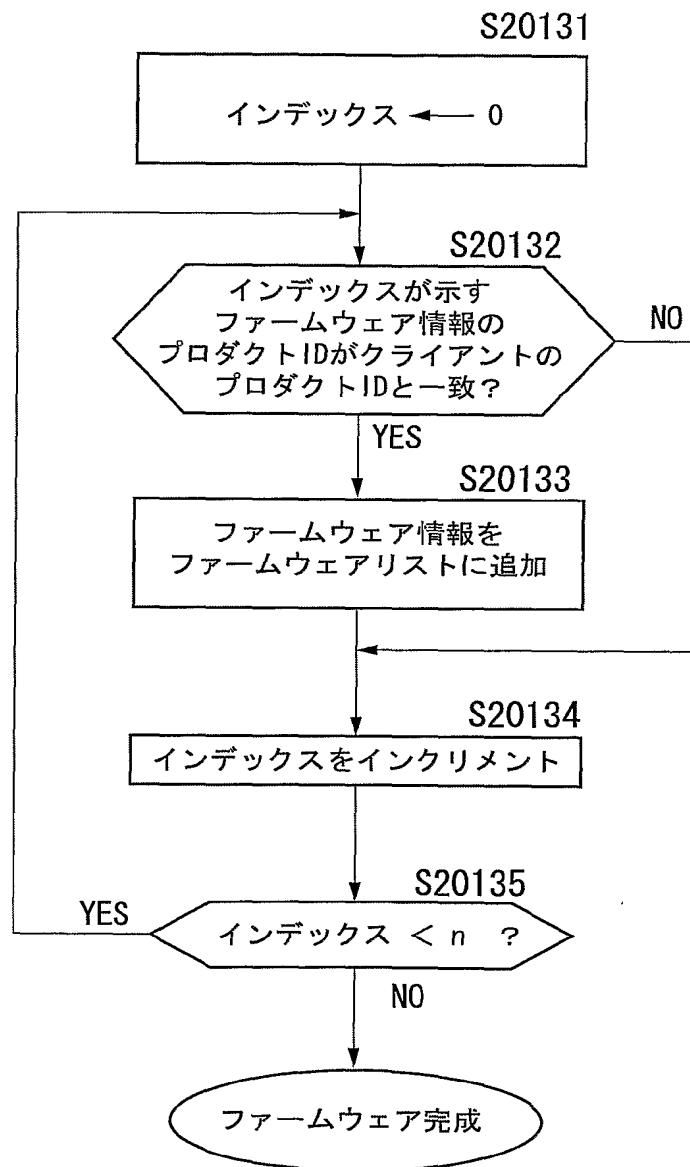 S20131
インデックス ← 0
S20132
インデックスが示す
ファームウェア情報の
プロダクトIDがクライアントの
プロダクトIDと一致？
NO
YES
S20133
ファームウェア情報を
ファームウェアリストに追加
S20134
インデックスをインクリメント
S20135
YES
インデックス ＜ n ？
NO
ファームウェア完成